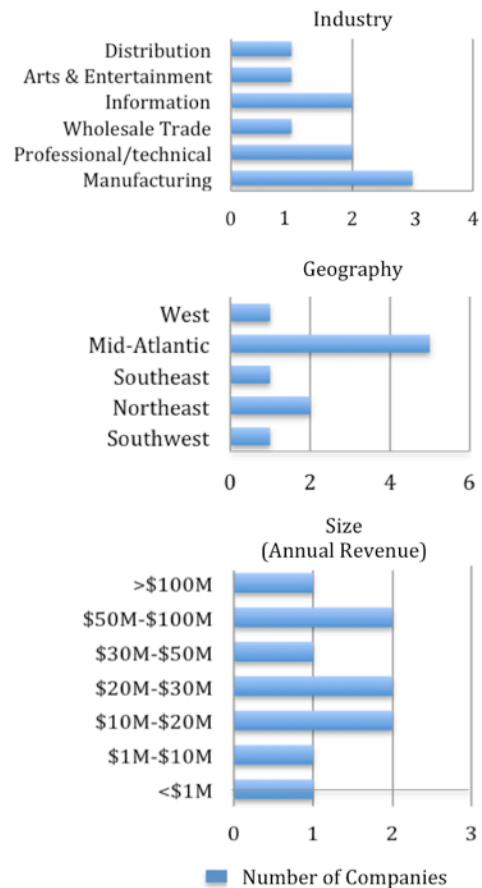 Industry
Distribution
Arts & Entertainment
Information
Wholesale Trade
Professional/technical
Manufacturing
0 1 2 3 4
Geography
West
Mid-Atlantic
Southeast
Northeast
Southwest
0 2 4 6
Size
(Annual Revenue)
>$100M
$50M-$100M
$30M-$50M
$20M-$30M
$10M-$20M
$1M-$10M
<$1M
0 1 2 3
Number of Companies